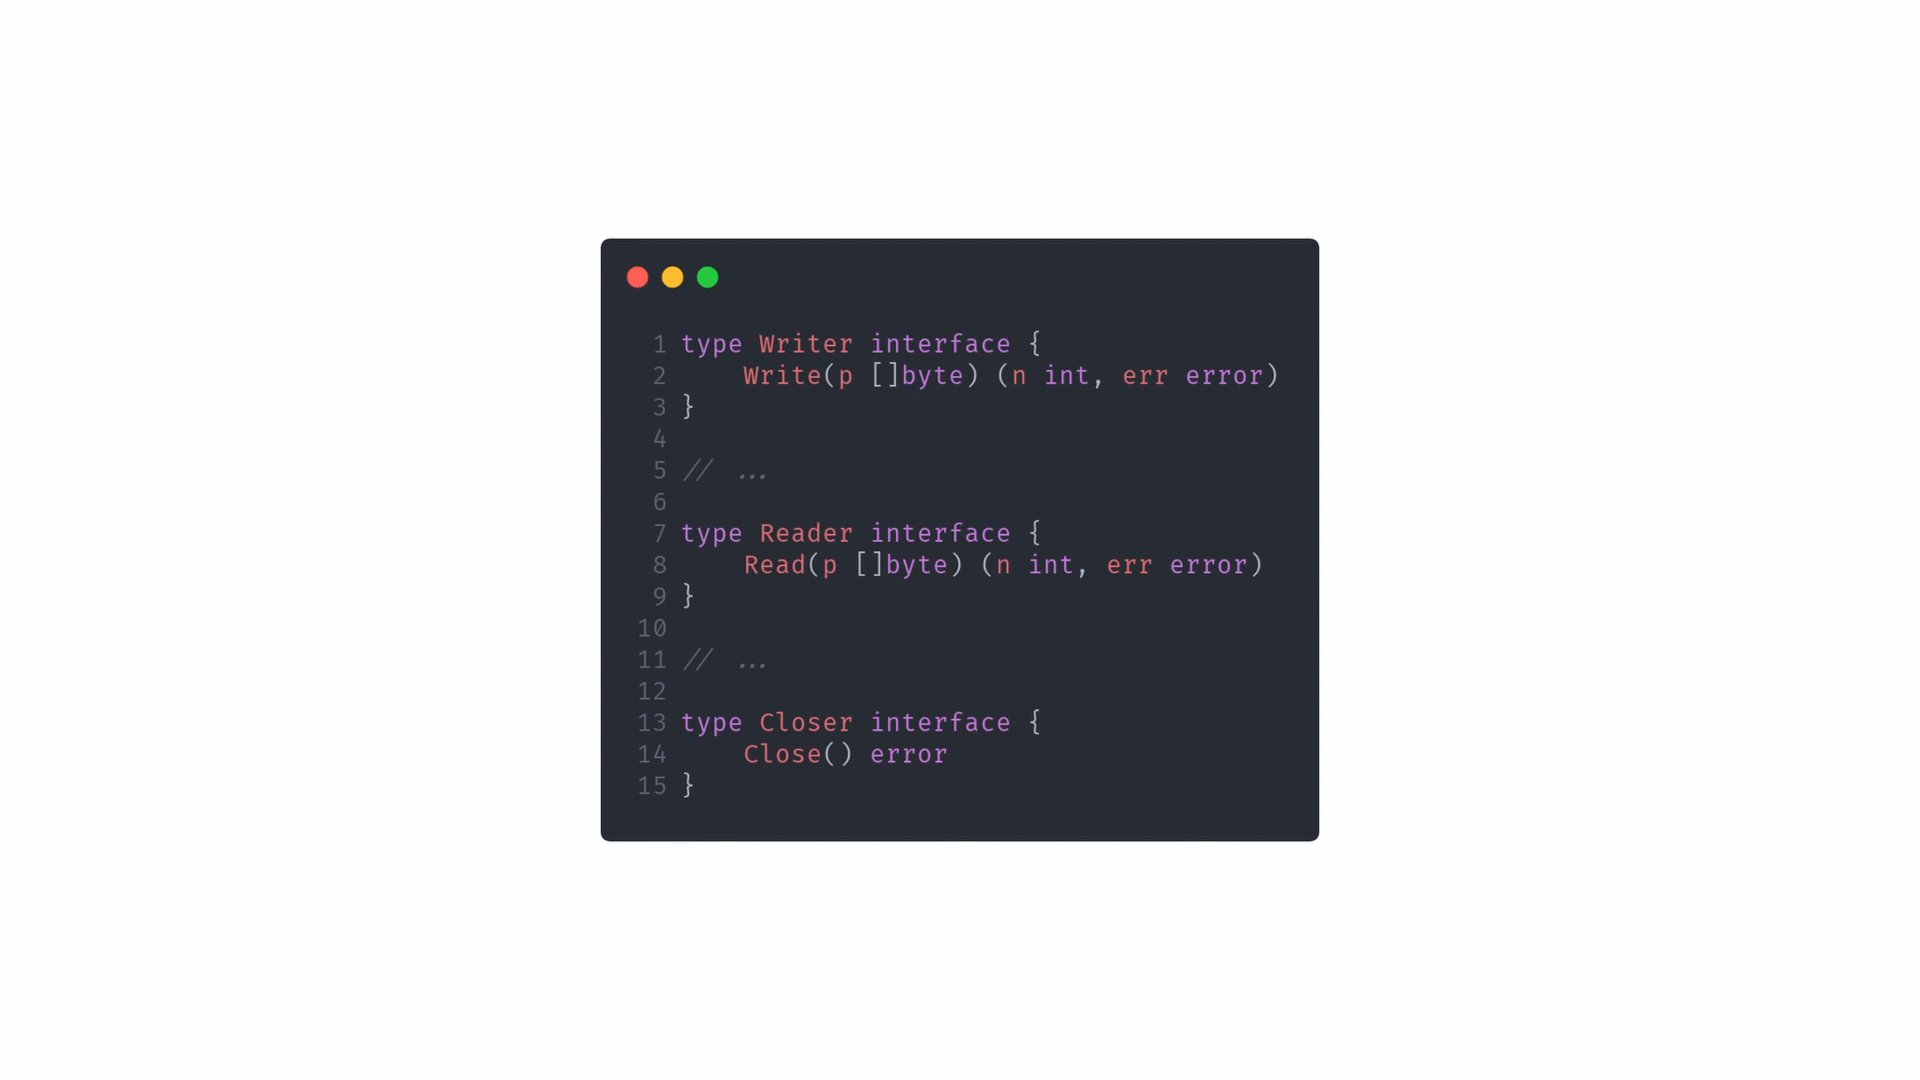 1 type Writer interface {
2     Write(p []byte) (n int, err error)
3 }
4
5 // ...
6
7 type Reader interface {
8     Read(p []byte) (n int, err error)
9 }
10
11 // ...
12
13 type Closer interface {
14     Close() error
15 }